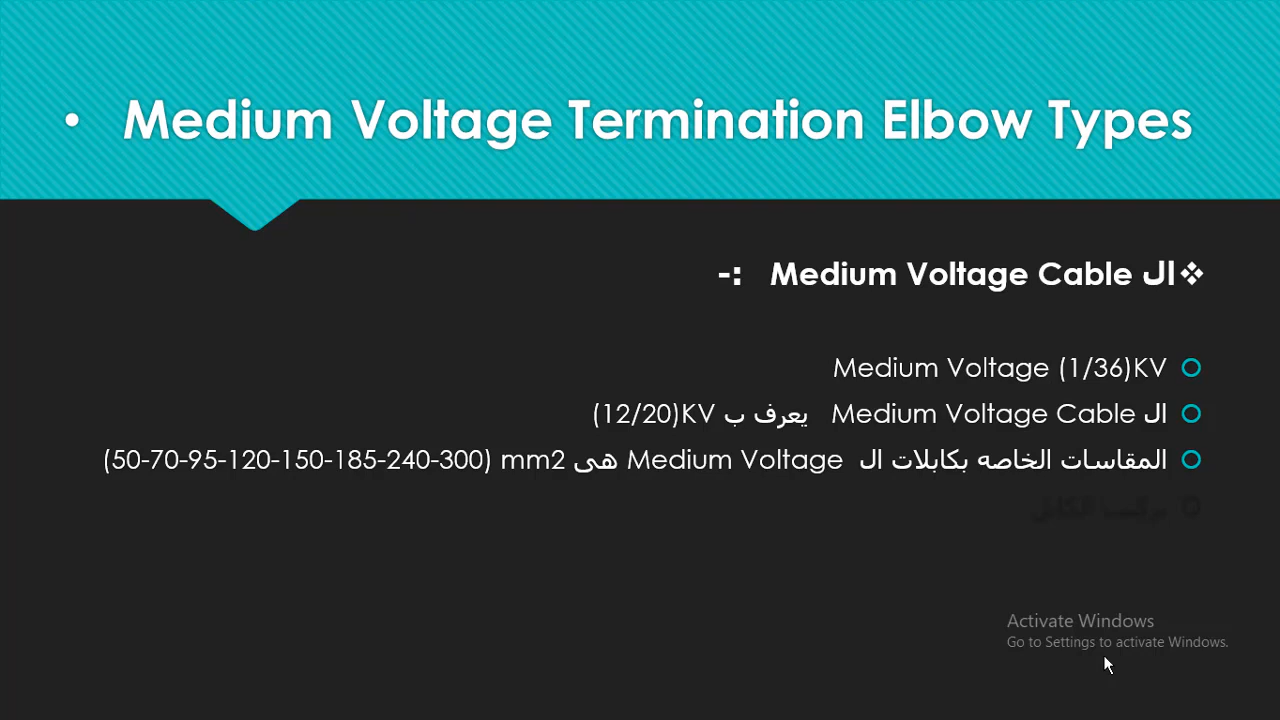 • Medium Voltage Termination Elbow Types
❖ ال Medium Voltage Cable :-
Medium Voltage (1/36)KV
ال Medium Voltage Cable يعرف ب (12/20)KV
المقاسات الخاصه بكابلات ال Medium Voltage هى (50-70-95-120-150-185-240-300) mm2
الكابل
Activate Windows
Go to Settings to activate Windows.